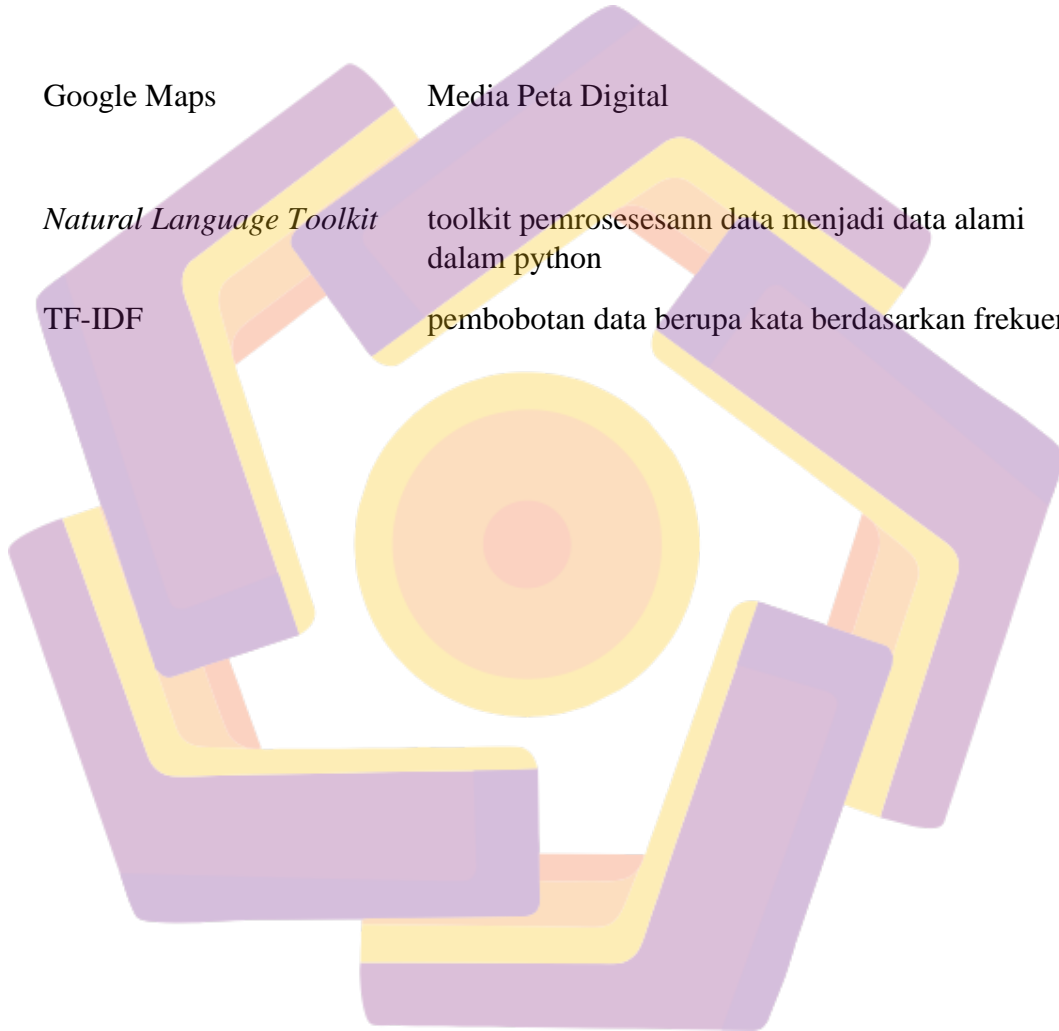 Google Maps Media Peta Digital
Natural Language Toolkit toolkit pemrosesesann data menjadi data alami
dalam python
TF-IDF pembobotan data berupa kata berdasarkan